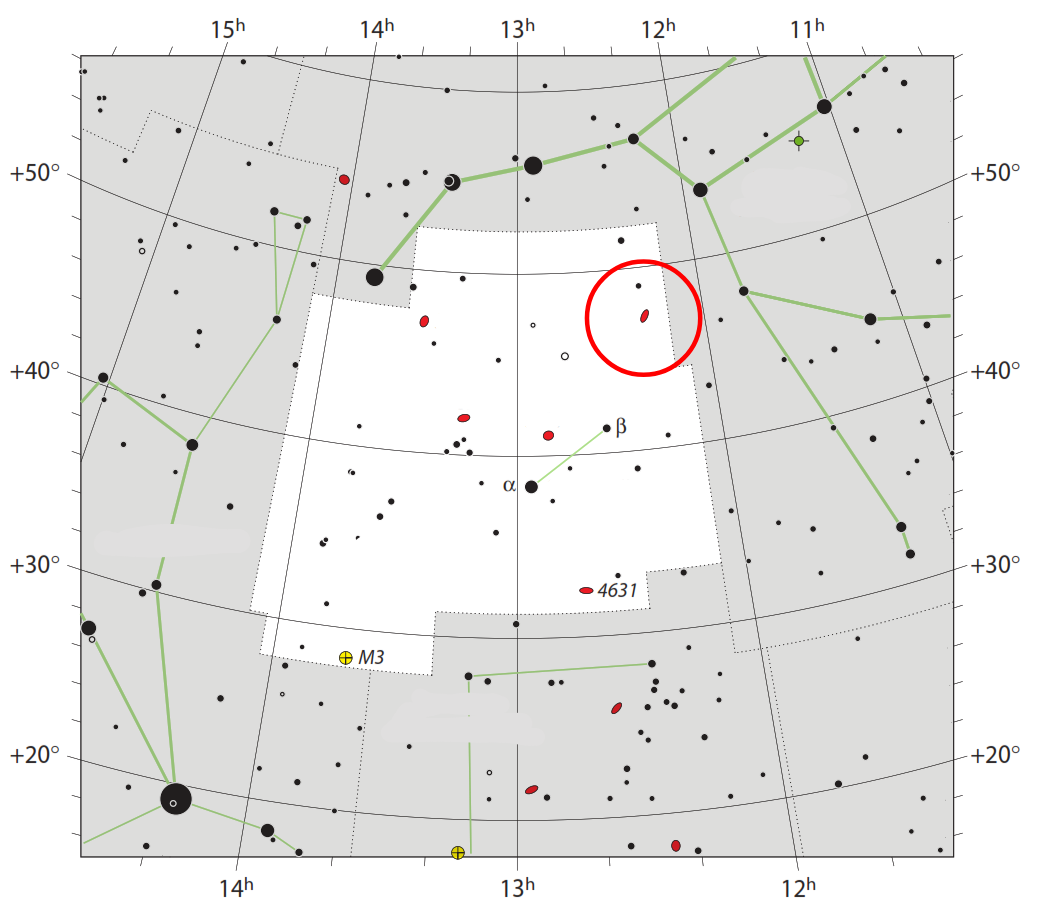 15h 14h 13h 12h 11h
+50° +50°
+40° +40°
β
α
+30° +30°
4631
M3
+20° +20°
14h 13h 12h